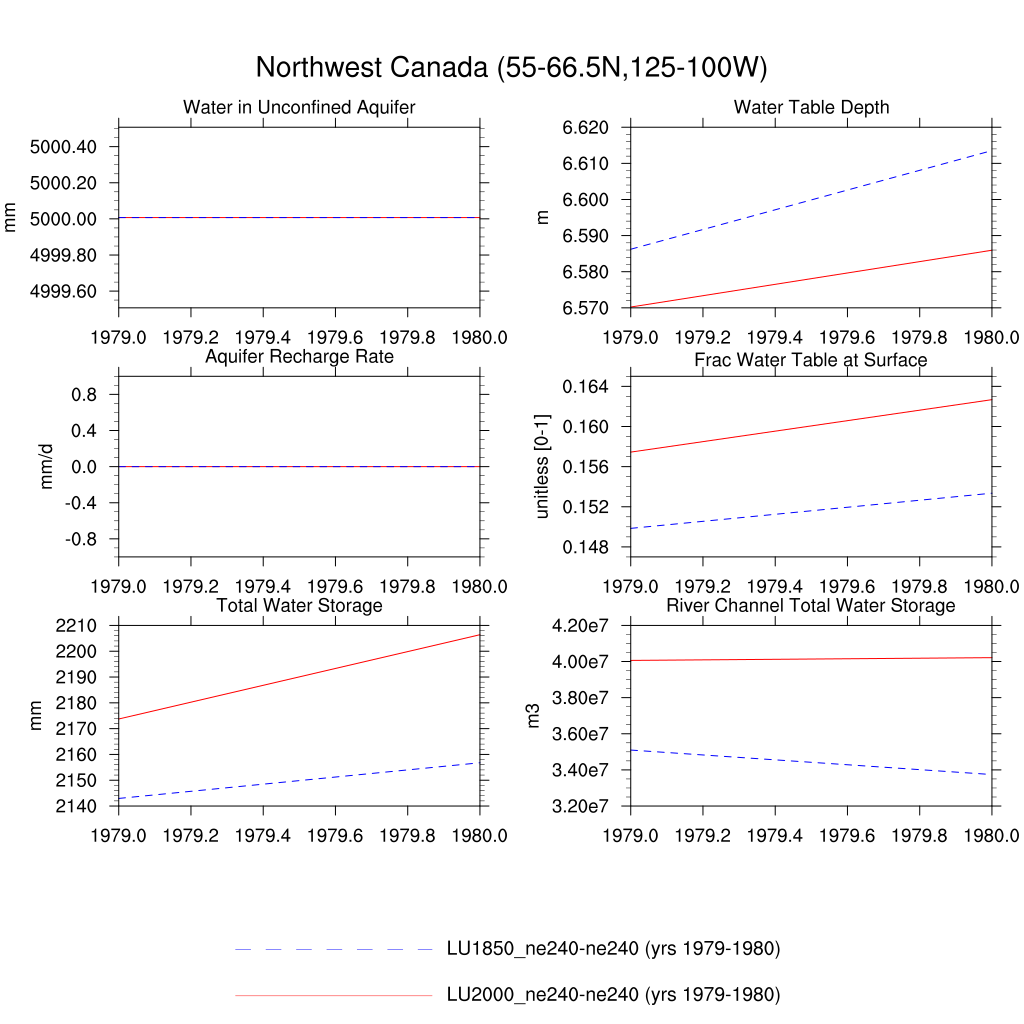 Northwest Canada (55-66.5N,125-100W)
Water in Unconfined Aquifer
5000.40
5000.20
5000.00
4999.80
4999.60
mm
1979.0 1979.2 1979.4 1979.6 1979.8 1980.0
Water Table Depth
6.620
6.610
6.600
6.590
6.580
6.570
m
1979.0 1979.2 1979.4 1979.6 1979.8 1980.0
Aquifer Recharge Rate
0.8
0.4
0.0
-0.4
-0.8
mm/d
1979.0 1979.2 1979.4 1979.6 1979.8 1980.0
Frac Water Table at Surface
0.164
0.160
0.156
0.152
0.148
unitless [0-1]
1979.0 1979.2 1979.4 1979.6 1979.8 1980.0
Total Water Storage
2210
2200
2190
2180
2170
2160
2150
2140
mm
1979.0 1979.2 1979.4 1979.6 1979.8 1980.0
River Channel Total Water Storage
4.20e7
4.00e7
3.80e7
3.60e7
3.40e7
3.20e7
m3
1979.0 1979.2 1979.4 1979.6 1979.8 1980.0
LU1850_ne240-ne240 (yrs 1979-1980)
LU2000_ne240-ne240 (yrs 1979-1980)